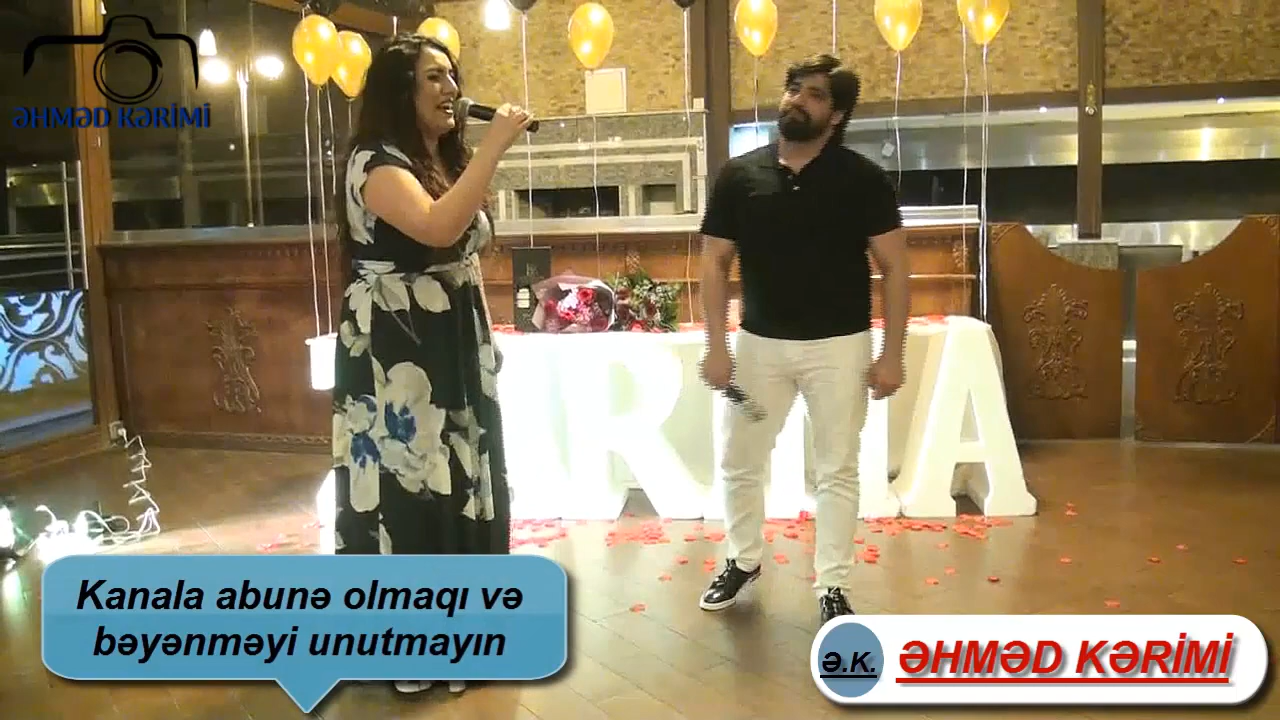 ƏHMƏD KƏRİMİ
Kanala abunə olmaqı və
bəyənməyi unutmayın
Ə.K. ƏHMƏD KƏRİMİ